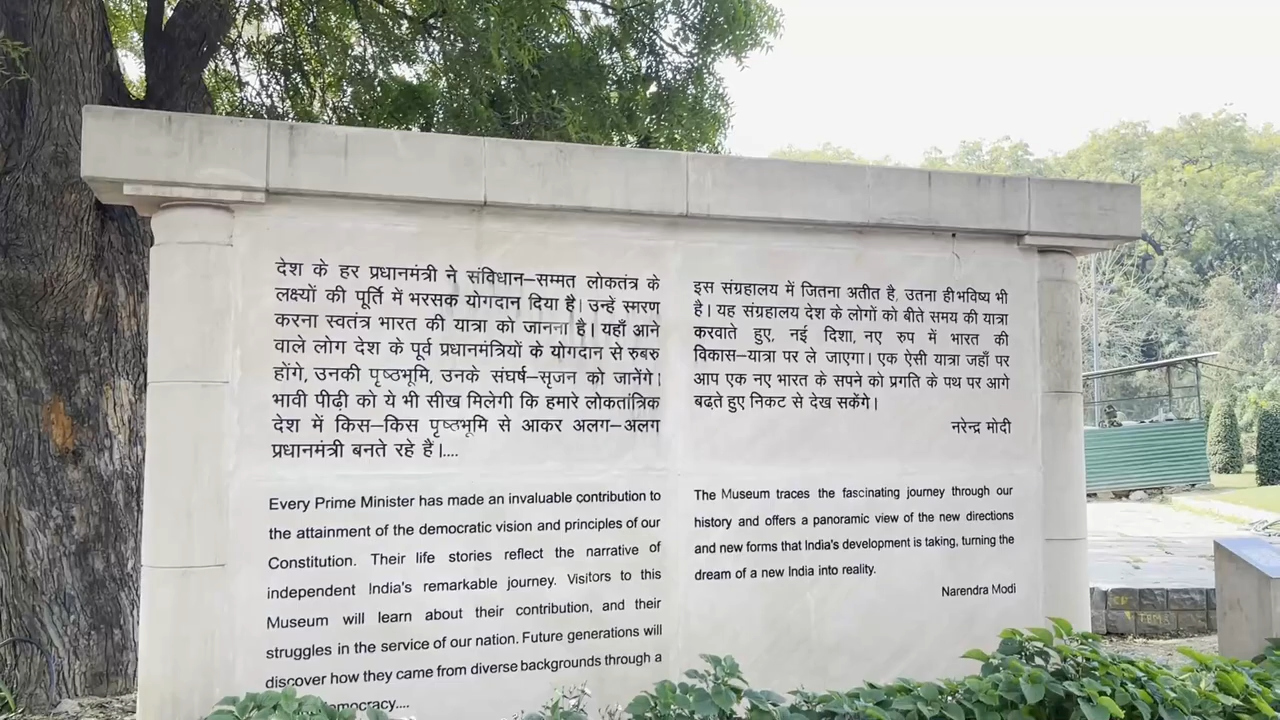 देश के हर प्रधानमंत्री ने संविधान–सम्मत लोकतंत्र के
लक्ष्यों की पूर्ति में भरसक योगदान दिया है। उन्हें स्मरण
करना स्वतंत्र भारत की यात्रा को जानना है। यहाँ आने
वाले लोग देश के पूर्व प्रधानमंत्रियों के योगदान से रुबरु
होंगे, उनकी पृष्ठभूमि, उनके संघर्ष–सृजन को जानेंगे।
भावी पीढ़ी को ये भी सीख मिलेगी कि हमारे लोकतांत्रिक
देश में किस–किस पृष्ठभूमि से आकर अलग–अलग
प्रधानमंत्री बनते रहे हैं।....
Every Prime Minister has made an invaluable contribution to
the attainment of the democratic vision and principles of our
Constitution. Their life stories reflect the narrative of
independent India's remarkable journey. Visitors to this
Museum will learn about their contribution, and their
struggles in the service of our nation. Future generations will
discover how they came from diverse backgrounds through a
इस संग्रहालय में जितना अतीत है, उतना ही भविष्य भी
है। यह संग्रहालय देश के लोगों को बीते समय की यात्रा
करवाते हुए, नई दिशा, नए रुप में भारत की
विकास–यात्रा पर ले जाएगा। एक ऐसी यात्रा जहाँ पर
आप एक नए भारत के सपने को प्रगति के पथ पर आगे
बढ़ते हुए निकट से देख सकेंगे।
नरेन्द्र मोदी
The Museum traces the fascinating journey through our
history and offers a panoramic view of the new directions
and new forms that India's development is taking, turning the
dream of a new India into reality.
Narendra Modi